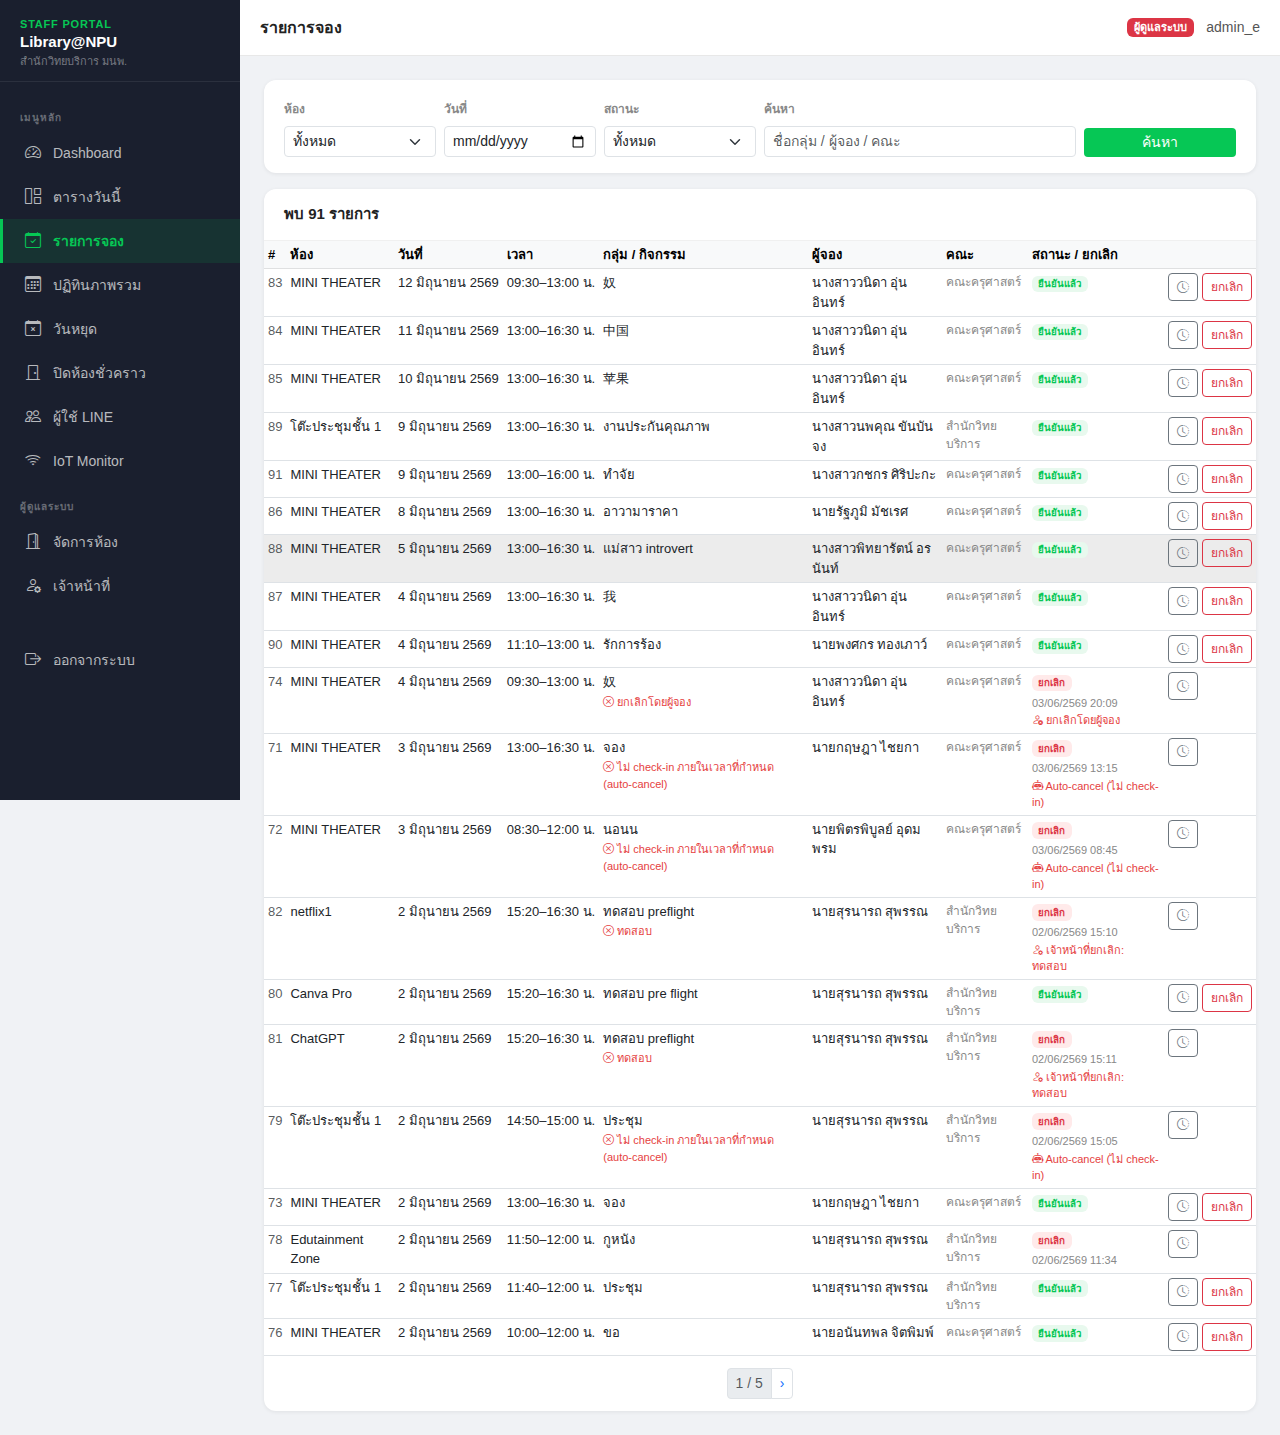 STAFF PORTAL
Library@NPU
สำนักวิทยบริการ มนพ.
เมนูหลัก
Dashboard
ตารางวันนี้
รายการจอง
ปฏิทินภาพรวม
วันหยุด
ปิดห้องชั่วคราว
ผู้ใช้ LINE
IoT Monitor
ผู้ดูแลระบบ
จัดการห้อง
เจ้าหน้าที่
ออกจากระบบ
รายการจอง
ผู้ดูแลระบบ admin_e
ห้อง วันที่ สถานะ ค้นหา
ทั้งหมด mm/dd/yyyy ทั้งหมด ชื่อกลุ่ม / ผู้จอง / คณะ ค้นหา
พบ 91 รายการ
# ห้อง วันที่ เวลา กลุ่ม / กิจกรรม ผู้จอง คณะ สถานะ / ยกเลิก
83 MINI THEATER 12 มิถุนายน 2569 09:30–13:00 น. 奴 นางสาววนิดา อุ่น คณะครุศาสตร์ ยืนยันแล้ว ยกเลิก
อินทร์
84 MINI THEATER 11 มิถุนายน 2569 13:00–16:30 น. 中国 นางสาววนิดา อุ่น คณะครุศาสตร์ ยืนยันแล้ว ยกเลิก
อินทร์
85 MINI THEATER 10 มิถุนายน 2569 13:00–16:30 น. 苹果 นางสาววนิดา อุ่น คณะครุศาสตร์ ยืนยันแล้ว ยกเลิก
อินทร์
89 โต๊ะประชุมชั้น 1 9 มิถุนายน 2569 13:00–16:30 น. งานประกันคุณภาพ นางสาวนพคุณ ขันบัน สำนักวิทย ยืนยันแล้ว ยกเลิก
จง บริการ
91 MINI THEATER 9 มิถุนายน 2569 13:00–16:00 น. ทำจัย นางสาวกชกร ศิริปะกะ คณะครุศาสตร์ ยืนยันแล้ว ยกเลิก
86 MINI THEATER 8 มิถุนายน 2569 13:00–16:30 น. อาวามาราคา นายรัฐภูมิ มัชเรศ คณะครุศาสตร์ ยืนยันแล้ว ยกเลิก
88 MINI THEATER 5 มิถุนายน 2569 13:00–16:30 น. แม่สาว introvert นางสาวพิทยารัตน์ อร คณะครุศาสตร์ ยืนยันแล้ว ยกเลิก
นันท์
87 MINI THEATER 4 มิถุนายน 2569 13:00–16:30 น. 我 นางสาววนิดา อุ่น คณะครุศาสตร์ ยืนยันแล้ว ยกเลิก
อินทร์
90 MINI THEATER 4 มิถุนายน 2569 11:10–13:00 น. รักการร้อง นายพงศกร ทองเภาว์ คณะครุศาสตร์ ยืนยันแล้ว ยกเลิก
74 MINI THEATER 4 มิถุนายน 2569 09:30–13:00 น. 奴 นางสาววนิดา อุ่น คณะครุศาสตร์ ยกเลิก
ยกเลิกโดยผู้จอง อินทร์ 03/06/2569 20:09
ยกเลิกโดยผู้จอง
71 MINI THEATER 3 มิถุนายน 2569 13:00–16:30 น. จอง นายกฤษฎา ไชยกา คณะครุศาสตร์ ยกเลิก
ไม่ check-in ภายในเวลาที่กำหนด 03/06/2569 13:15
(auto-cancel) Auto-cancel (ไม่ check-
in)
72 MINI THEATER 3 มิถุนายน 2569 08:30–12:00 น. นอนน นายพิตรพิบูลย์ อุดม คณะครุศาสตร์ ยกเลิก
ไม่ check-in ภายในเวลาที่กำหนด พรม 03/06/2569 08:45
(auto-cancel) Auto-cancel (ไม่ check-
in)
82 netflix1 2 มิถุนายน 2569 15:20–16:30 น. ทดสอบ preflight นายสุรนารถ สุพรรณ สำนักวิทย ยกเลิก
ทดสอบ บริการ 02/06/2569 15:10
เจ้าหน้าที่ยกเลิก:
ทดสอบ
80 Canva Pro 2 มิถุนายน 2569 15:20–16:30 น. ทดสอบ pre flight นายสุรนารถ สุพรรณ สำนักวิทย ยืนยันแล้ว ยกเลิก
บริการ
81 ChatGPT 2 มิถุนายน 2569 15:20–16:30 น. ทดสอบ preflight นายสุรนารถ สุพรรณ สำนักวิทย ยกเลิก
ทดสอบ บริการ 02/06/2569 15:11
เจ้าหน้าที่ยกเลิก:
ทดสอบ
79 โต๊ะประชุมชั้น 1 2 มิถุนายน 2569 14:50–15:00 น. ประชุม นายสุรนารถ สุพรรณ สำนักวิทย ยกเลิก
ไม่ check-in ภายในเวลาที่กำหนด บริการ 02/06/2569 15:05
(auto-cancel) Auto-cancel (ไม่ check-
in)
73 MINI THEATER 2 มิถุนายน 2569 13:00–16:30 น. จอง นายกฤษฎา ไชยกา คณะครุศาสตร์ ยืนยันแล้ว ยกเลิก
78 Edutainment 2 มิถุนายน 2569 11:50–12:00 น. กูหนัง นายสุรนารถ สุพรรณ สำนักวิทย ยกเลิก
Zone บริการ 02/06/2569 11:34
77 โต๊ะประชุมชั้น 1 2 มิถุนายน 2569 11:40–12:00 น. ประชุม นายสุรนารถ สุพรรณ สำนักวิทย ยืนยันแล้ว ยกเลิก
บริการ
76 MINI THEATER 2 มิถุนายน 2569 10:00–12:00 น. ขอ นายอนันทพล จิตพิมพ์ คณะครุศาสตร์ ยืนยันแล้ว ยกเลิก
1 / 5 ›